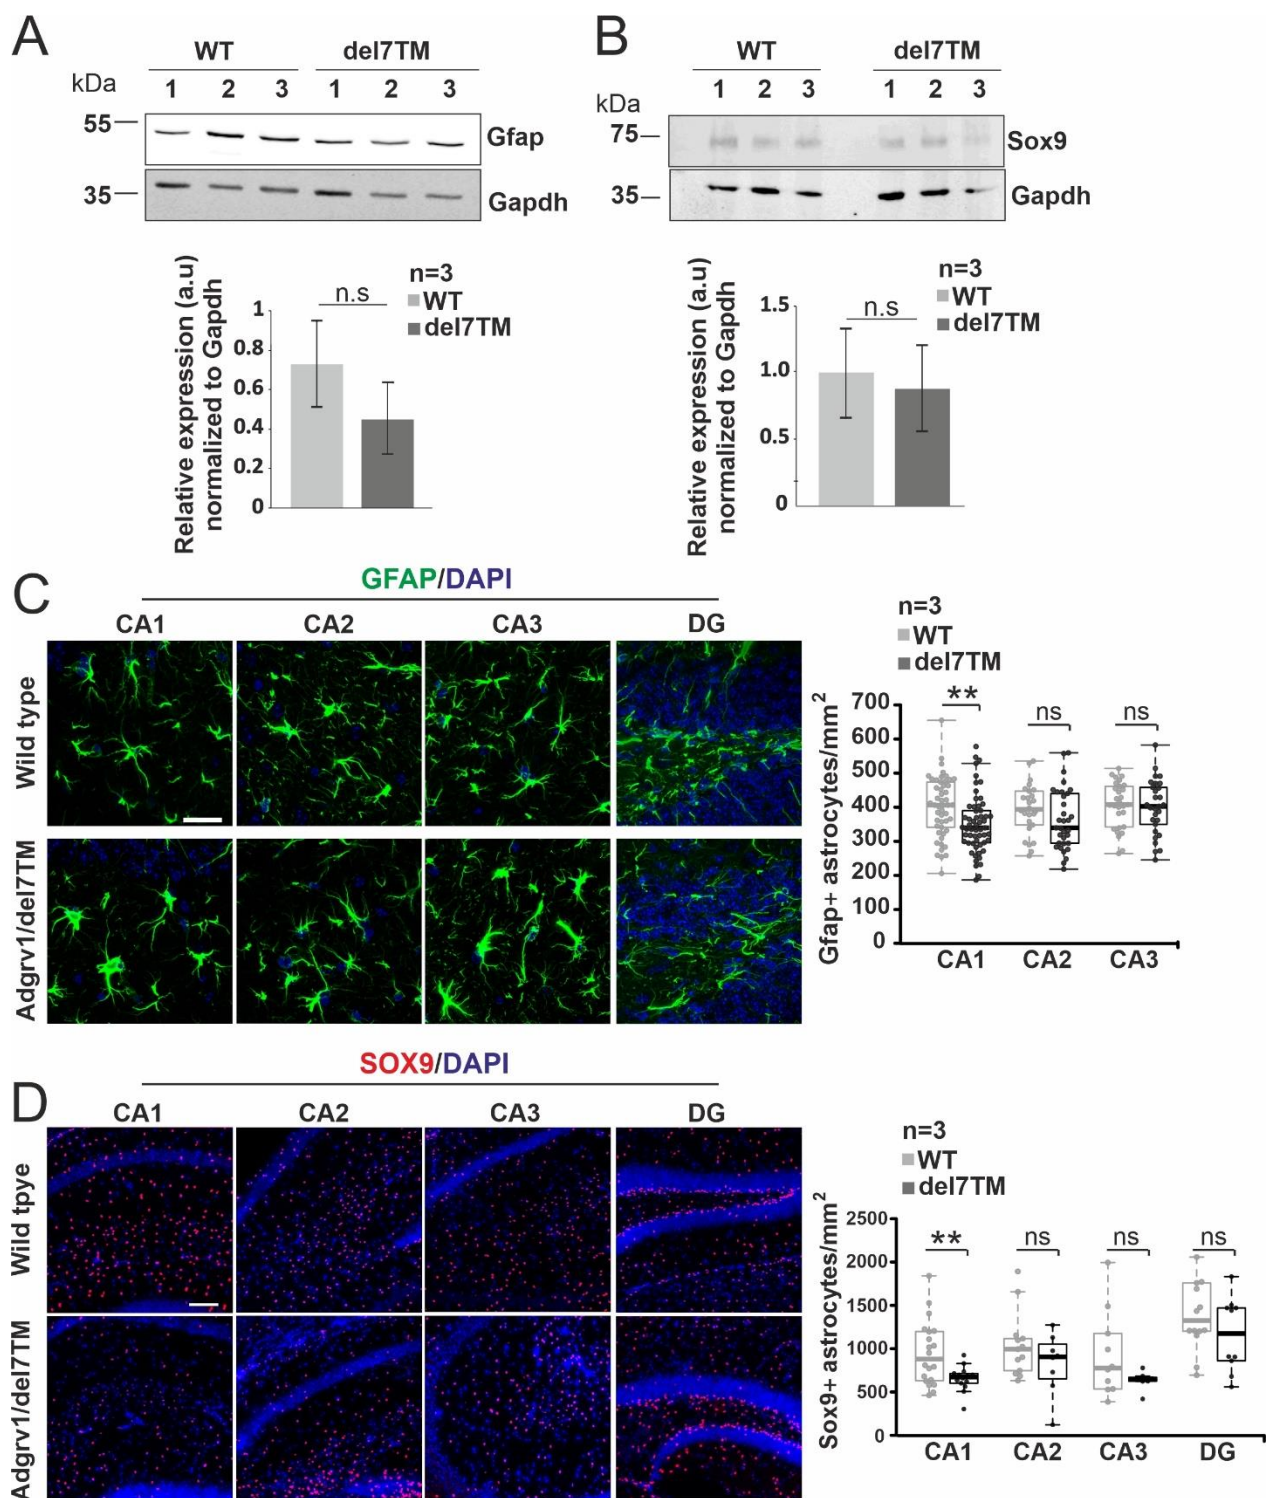 A
WT del7TM
kDa 1 2 3 1 2 3
55
Gfap
35
Gapdh
Relative expression (a.u)
normalized to Gapdh
n=3
WT
del7TM
n.s
1
0.8
0.6
0.4
0.2
0
B
WT del7TM
1 2 3 1 2 3
kDa
75
Sox9
35
Gapdh
Relative expression (a.u)
normalized to Gapdh
n=3
WT
del7TM
n.s
1.5
1.0
0.5
0
C
GFAP/DAPI
CA1 CA2 CA3 DG
Wild type
Adgrv1/del7TM
n=3
WT
del7TM
Gfap+ astrocytes/mm2
** ns ns
700
600
500
400
300
200
100
0
CA1 CA2 CA3
D
SOX9/DAPI
CA1 CA2 CA3 DG
Wild tpye
Adgrv1/del7TM
n=3
WT
del7TM
Sox9+ astrocytes/mm2
** ns ns ns
2500
2000
1500
1000
500
0
CA1 CA2 CA3 DG